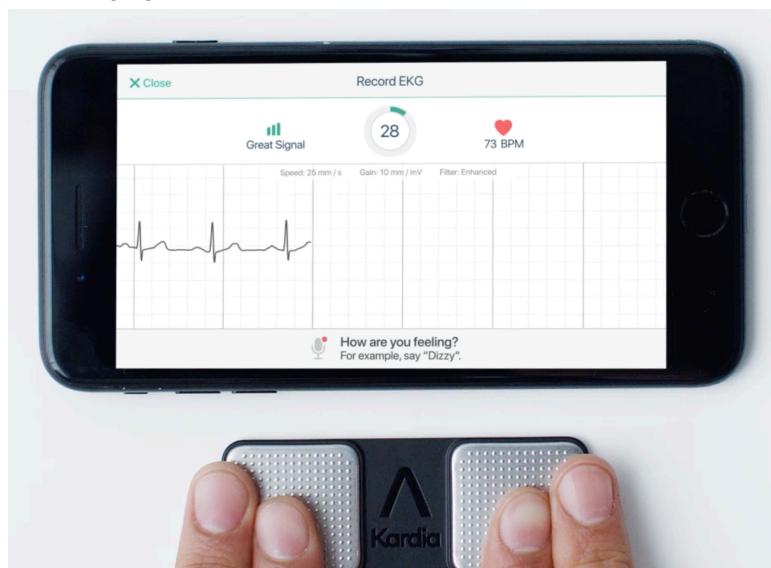 Close
Record EKG
Great Signal
28
73 BPM
Speed: 25 mm / s Gain: 10 mm / mV Filter: Enhanced
How are you feeling?
For example, say "Dizzy".
Kardia